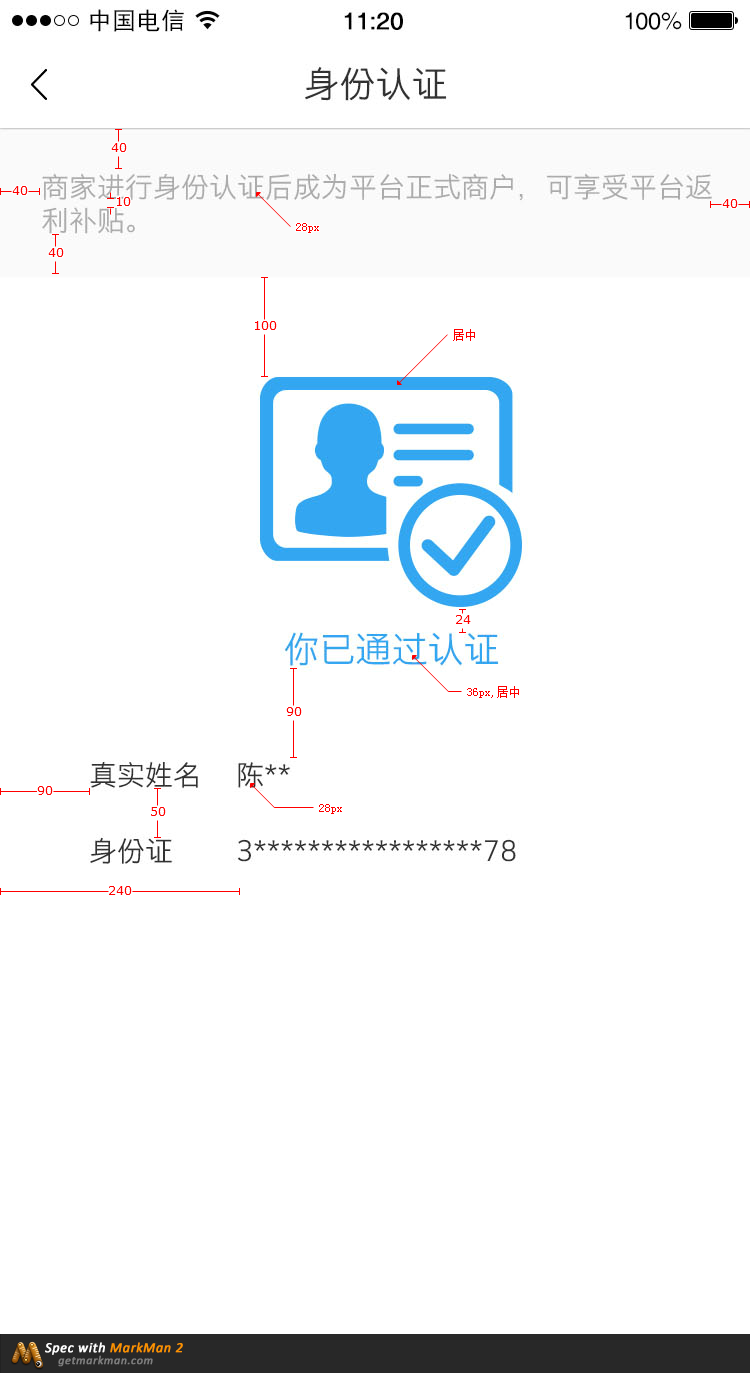 中国电信 11:20 100%
身份认证
40
商家进行身份认证后成为平台正式商户，可享受平台返
40
10
40
利补贴。
28px
40
100
居中
24
你已通过认证
36px,居中
90
真实姓名 陈**
90
28px
50
身份证 3*****************78
240
Spec with MarkMan 2
getmarkman.com